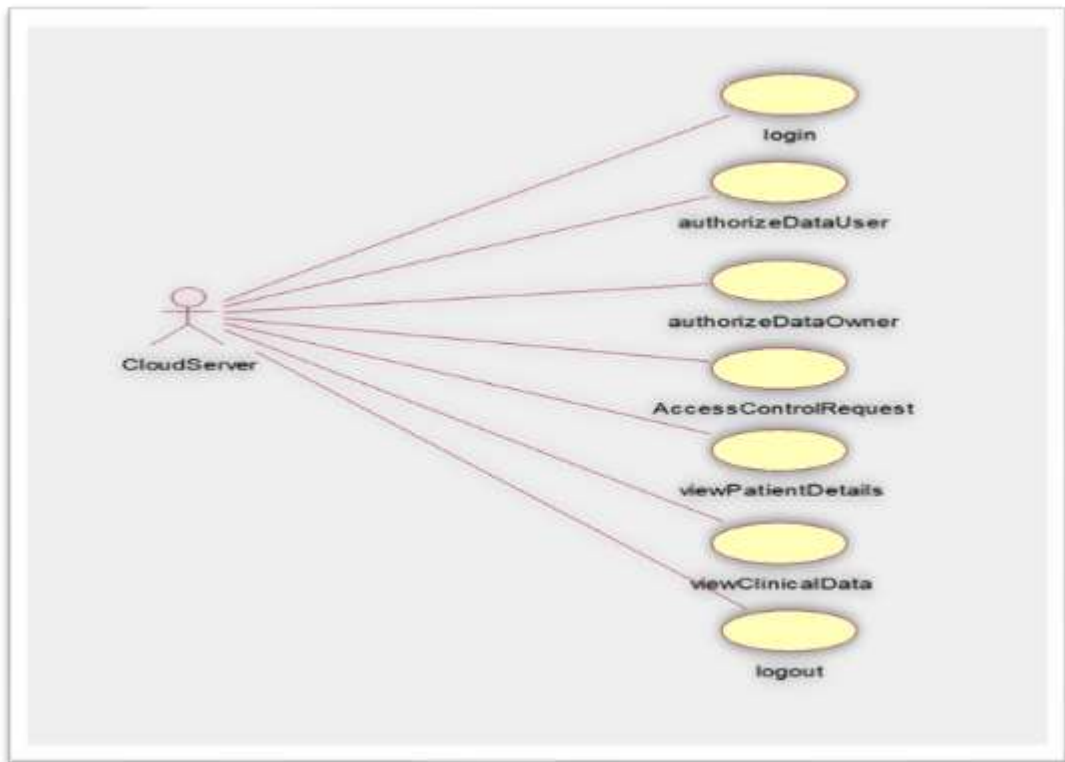 login
authorizeDataUser
authorizeDataOwner
CloudServer
AccessControlRequest
viewPatientDetails
viewClinicalData
logout